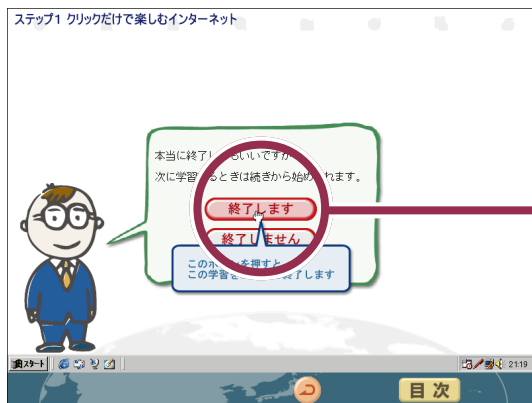 ステップ1 クリックだけで楽しむインターネット
本当に終了し もいいですか
次に学習 るときは続きから始め れます。
終了します
終了しません
このボ ンを押すと
この学習を 終了します
スタート
21:19
目次